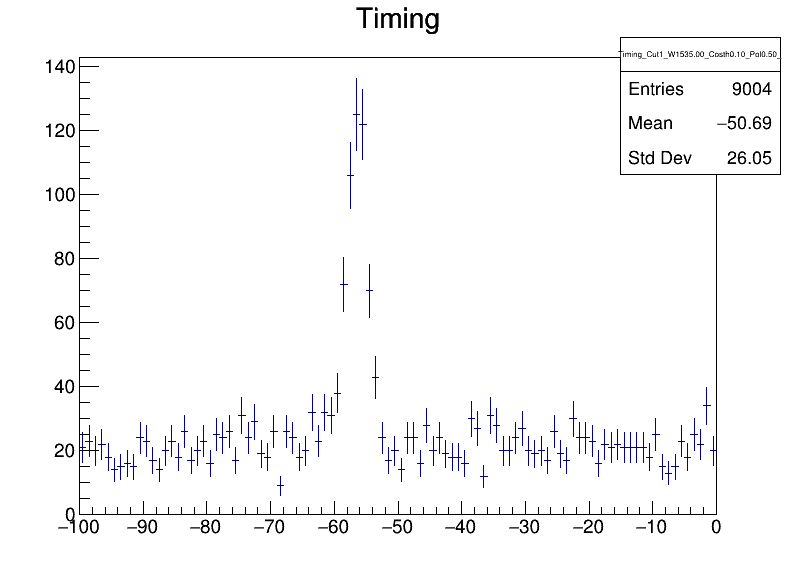 Timing
Timing_Cut1_W1535.00_Costh0.10_Pol0.50_
Entries 9004
Mean −50.69
Std Dev 26.05
140
120
100
80
60
40
20
0
−100 −90 −80 −70 −60 −50 −40 −30 −20 −10 0